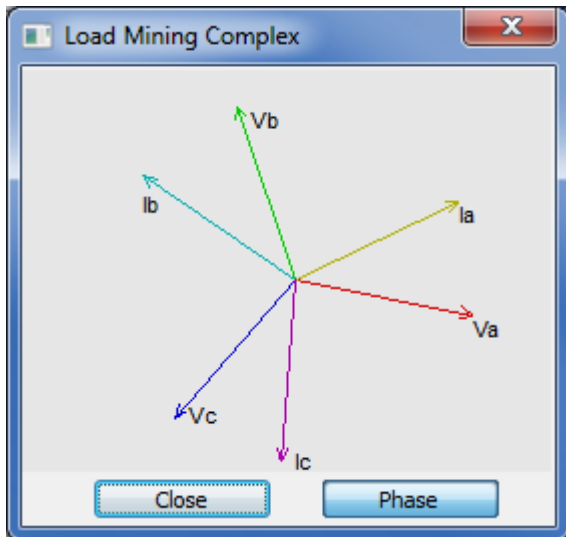 Load Mining Complex
Vb
Ib
Ia
Va
Vc
Ic
Close
Phase